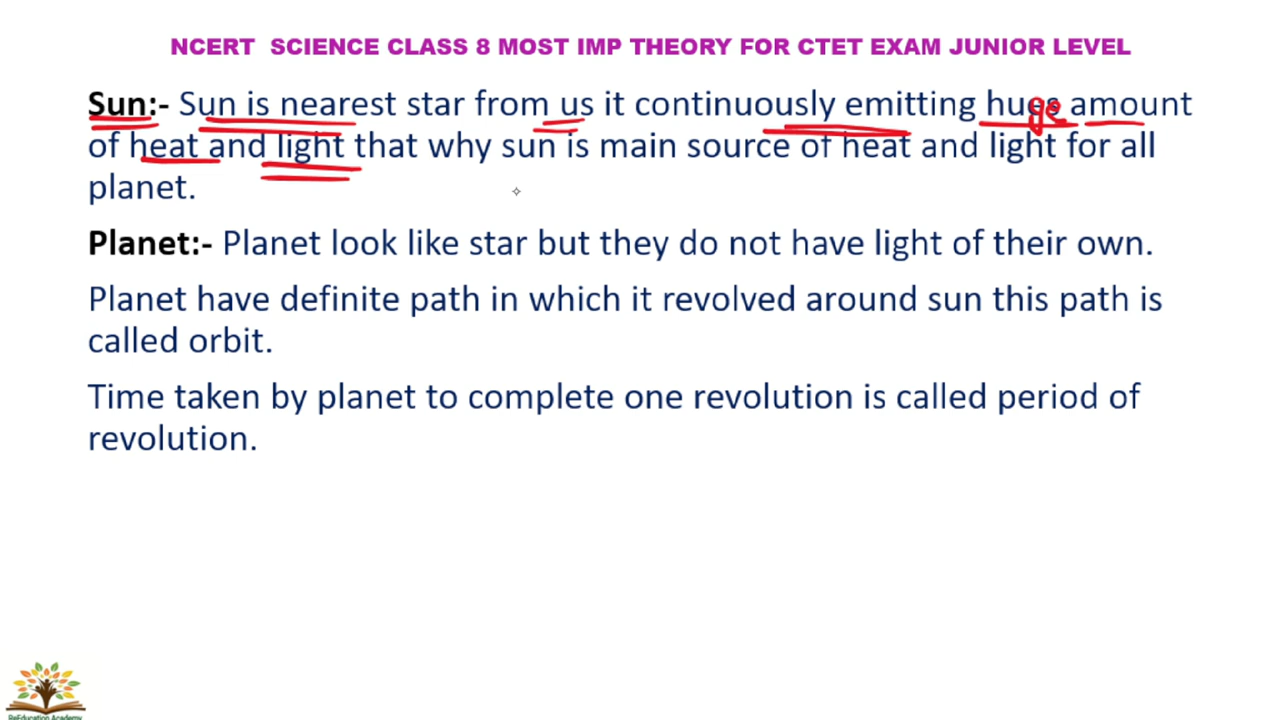 NCERT SCIENCE CLASS 8 MOST IMP THEORY FOR CTET EXAM JUNIOR LEVEL
Sun:- Sun is nearest star from us it continuously emitting huge amount
of heat and light that why sun is main source of heat and light for all
planet.
Planet:- Planet look like star but they do not have light of their own.
Planet have definite path in which it revolved around sun this path is
called orbit.
Time taken by planet to complete one revolution is called period of
revolution.
ReEducation Academy